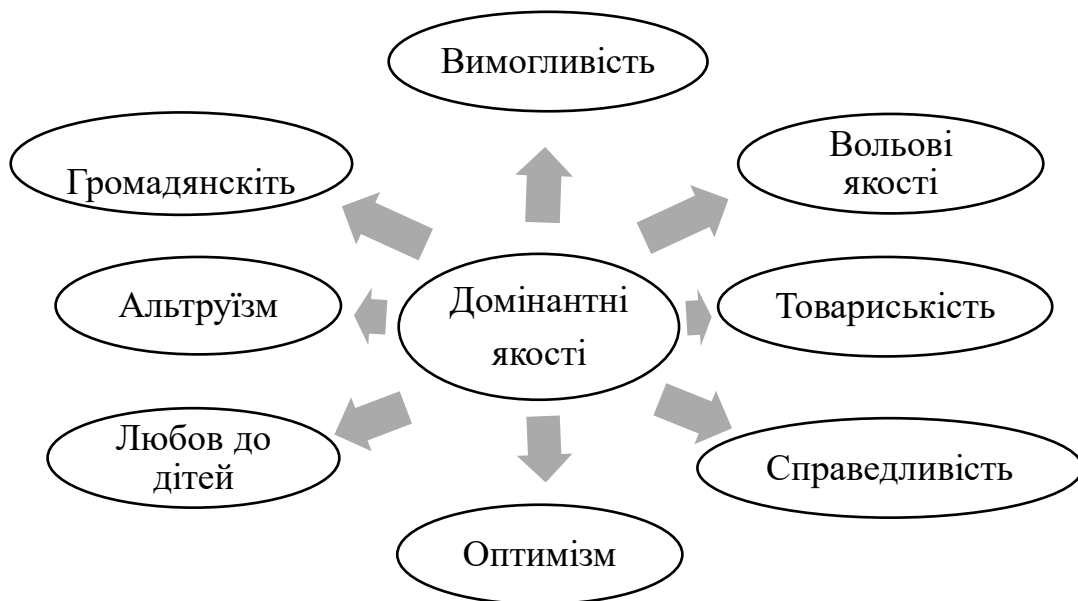 Вимогливість
Вольові
якості
Громадянскіть
Домінантні
якості
Альтруїзм
Товариськість
Любов до
дітей
Справедливість
Оптимізм